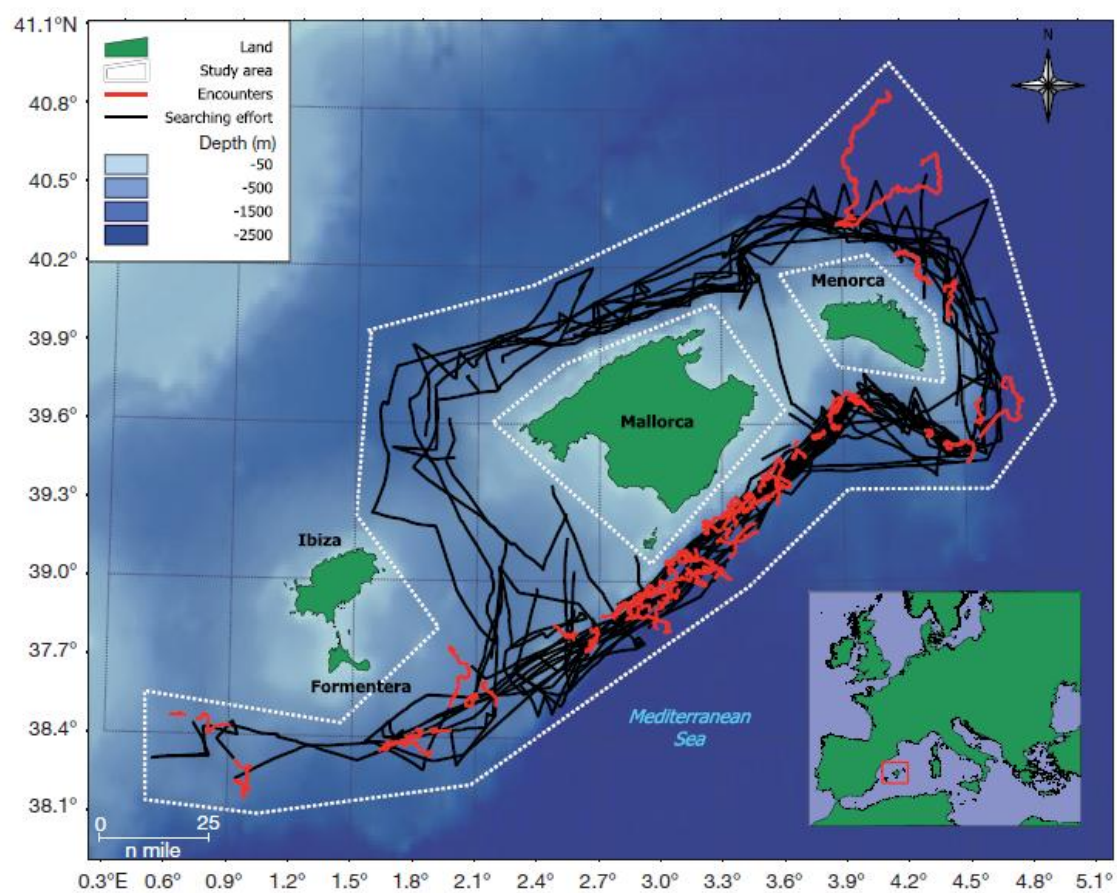 41.1°N
40.8°
40.5°
40.2°
39.9°
39.6°
39.3°
39.0°
37.7°
38.4°
38.1°
Land
Study area
Encounters
Searching effort
Depth (m)
-50
-500
-1500
-2500
N
Menorca
Mallorca
Ibiza
Formentera
Mediterranean
Sea
0 25
n mile
0.3°E 0.6° 0.9° 1.2° 1.5° 1.8° 2.1° 2.4° 2.7° 3.0° 3.3° 3.6° 3.9° 4.2° 4.5° 4.8° 5.1°